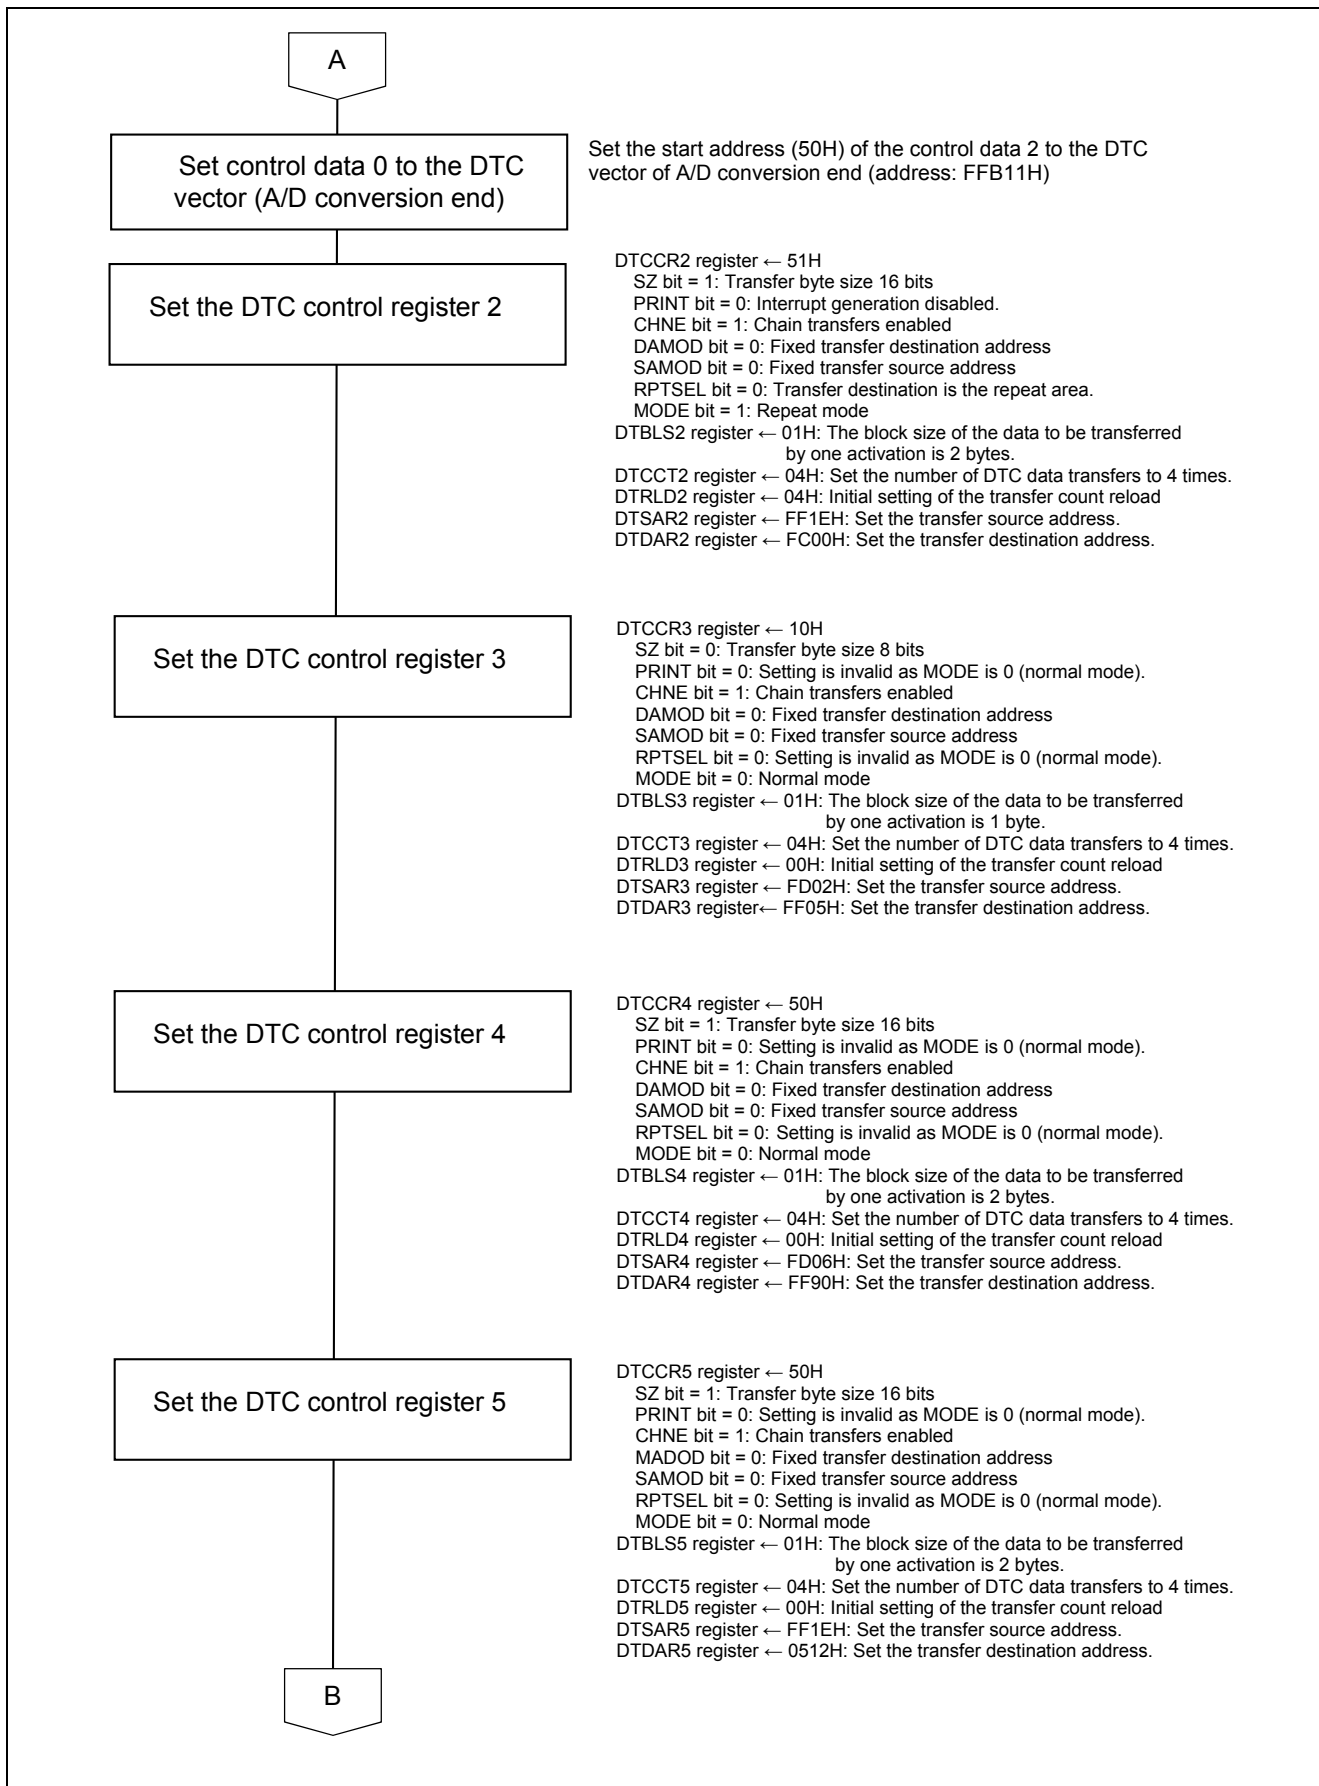 A
Set control data 0 to the DTC
vector (A/D conversion end)
Set the start address (50H) of the control data 2 to the DTC
vector of A/D conversion end (address: FFB11H)
Set the DTC control register 2
DTCCR2 register ← 51H
SZ bit = 1: Transfer byte size 16 bits
PRINT bit = 0: Interrupt generation disabled.
CHNE bit = 1: Chain transfers enabled
DAMOD bit = 0: Fixed transfer destination address
SAMOD bit = 0: Fixed transfer source address
RPTSEL bit = 0: Transfer destination is the repeat area.
MODE bit = 1: Repeat mode
DTBLS2 register ← 01H: The block size of the data to be transferred
by one activation is 2 bytes.
DTCCT2 register ← 04H: Set the number of DTC data transfers to 4 times.
DTRLD2 register ← 04H: Initial setting of the transfer count reload
DTSAR2 register ← FF1EH: Set the transfer source address.
DTDAR2 register ← FC00H: Set the transfer destination address.
Set the DTC control register 3
DTCCR3 register ← 10H
SZ bit = 0: Transfer byte size 8 bits
PRINT bit = 0: Setting is invalid as MODE is 0 (normal mode).
CHNE bit = 1: Chain transfers enabled
DAMOD bit = 0: Fixed transfer destination address
SAMOD bit = 0: Fixed transfer source address
RPTSEL bit = 0: Setting is invalid as MODE is 0 (normal mode).
MODE bit = 0: Normal mode
DTBLS3 register ← 01H: The block size of the data to be transferred
by one activation is 1 byte.
DTCCT3 register ← 04H: Set the number of DTC data transfers to 4 times.
DTRLD3 register ← 00H: Initial setting of the transfer count reload
DTSAR3 register ← FD02H: Set the transfer source address.
DTDAR3 register← FF05H: Set the transfer destination address.
Set the DTC control register 4
DTCCR4 register ← 50H
SZ bit = 1: Transfer byte size 16 bits
PRINT bit = 0: Setting is invalid as MODE is 0 (normal mode).
CHNE bit = 1: Chain transfers enabled
DAMOD bit = 0: Fixed transfer destination address
SAMOD bit = 0: Fixed transfer source address
RPTSEL bit = 0: Setting is invalid as MODE is 0 (normal mode).
MODE bit = 0: Normal mode
DTBLS4 register ← 01H: The block size of the data to be transferred
by one activation is 2 bytes.
DTCCT4 register ← 04H: Set the number of DTC data transfers to 4 times.
DTRLD4 register ← 00H: Initial setting of the transfer count reload
DTSAR4 register ← FD06H: Set the transfer source address.
DTDAR4 register ← FF90H: Set the transfer destination address.
Set the DTC control register 5
DTCCR5 register ← 50H
SZ bit = 1: Transfer byte size 16 bits
PRINT bit = 0: Setting is invalid as MODE is 0 (normal mode).
CHNE bit = 1: Chain transfers enabled
MADOD bit = 0: Fixed transfer destination address
SAMOD bit = 0: Fixed transfer source address
RPTSEL bit = 0: Setting is invalid as MODE is 0 (normal mode).
MODE bit = 0: Normal mode
DTBLS5 register ← 01H: The block size of the data to be transferred
by one activation is 2 bytes.
DTCCT5 register ← 04H: Set the number of DTC data transfers to 4 times.
DTRLD5 register ← 00H: Initial setting of the transfer count reload
DTSAR5 register ← FF1EH: Set the transfer source address.
DTDAR5 register ← 0512H: Set the transfer destination address.
B